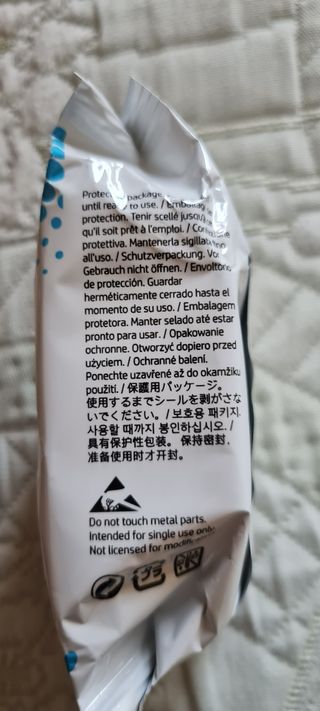 Protec package
until ready to use. / Embal
protection. Tenir scellé jusqu'
qu'il soit prêt à l'emploi. / Con
protettiva. Mantenerla sigilla
all'uso. / Schutzverpackung. Vo
Gebrauch nicht öffnen. / Envolto
de protección. Guardar
herméticamente cerrado hasta el
momento de su uso. / Embalagem
protetora. Manter selado até estar
pronto para usar. / Opakowanie
ochronne. Otworzyć dopiero przed
użyciem. / Ochranné balení.
Ponechte uzavřené až do okamžiku
použití. / 保護用パッケージ。
使用するまでシールを剥がさな
いでください。/ 보호용 패키지.
사용할 때까지 봉인하십시오. /
具有保护性包装。 保持密封，
准备使用时才开封。
Do not touch metal parts.
Intended for single use only.
Not licensed for modifi